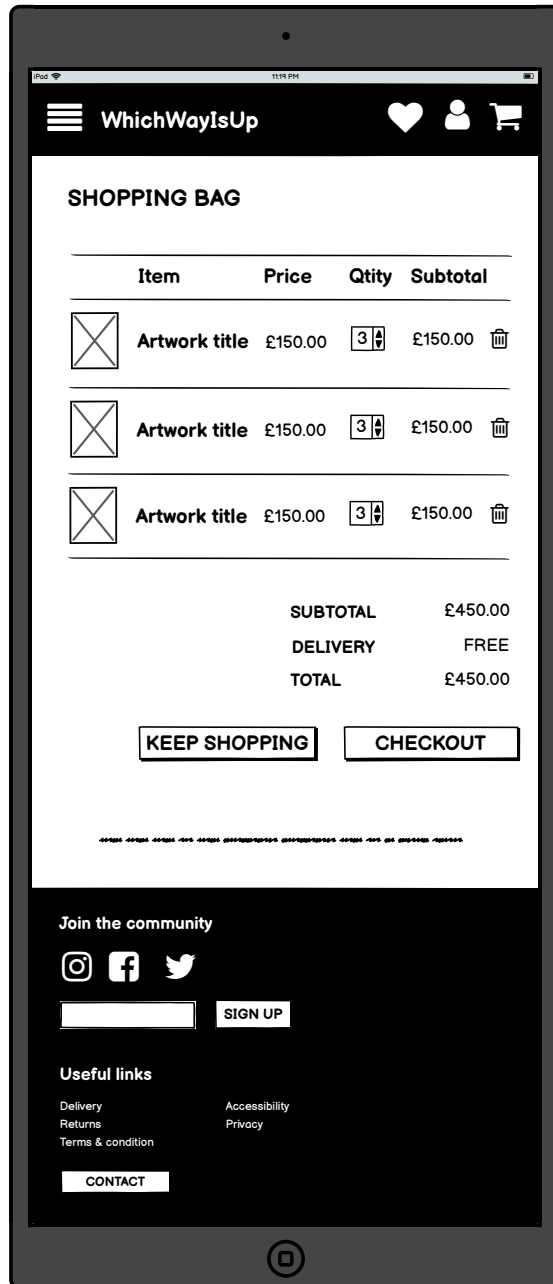 iPad 11:19 PM
WhichWayIsUp
SHOPPING BAG
Item Price Qtity Subtotal
Artwork title £150.00 3 £150.00
Artwork title £150.00 3 £150.00
Artwork title £150.00 3 £150.00
SUBTOTAL £450.00
DELIVERY FREE
TOTAL £450.00
KEEP SHOPPING CHECKOUT
Join the community
SIGN UP
Useful links
Delivery Accessibility
Returns Privacy
Terms & condition
CONTACT